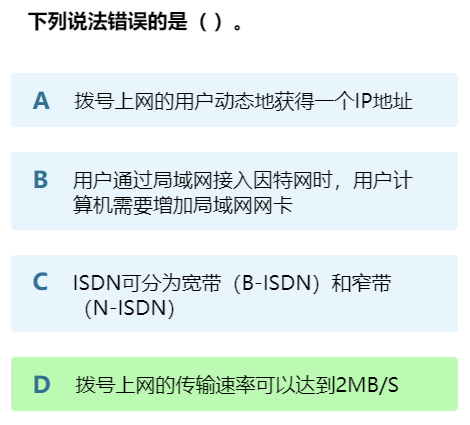 下列说法错误的是（ ）。
A 拨号上网的用户动态地获得一个IP地址
B 用户通过局域网接入因特网时，用户计
算机需要增加局域网网卡
C ISDN可分为宽带（B-ISDN）和窄带
（N-ISDN）
D 拨号上网的传输速率可以达到2MB/S